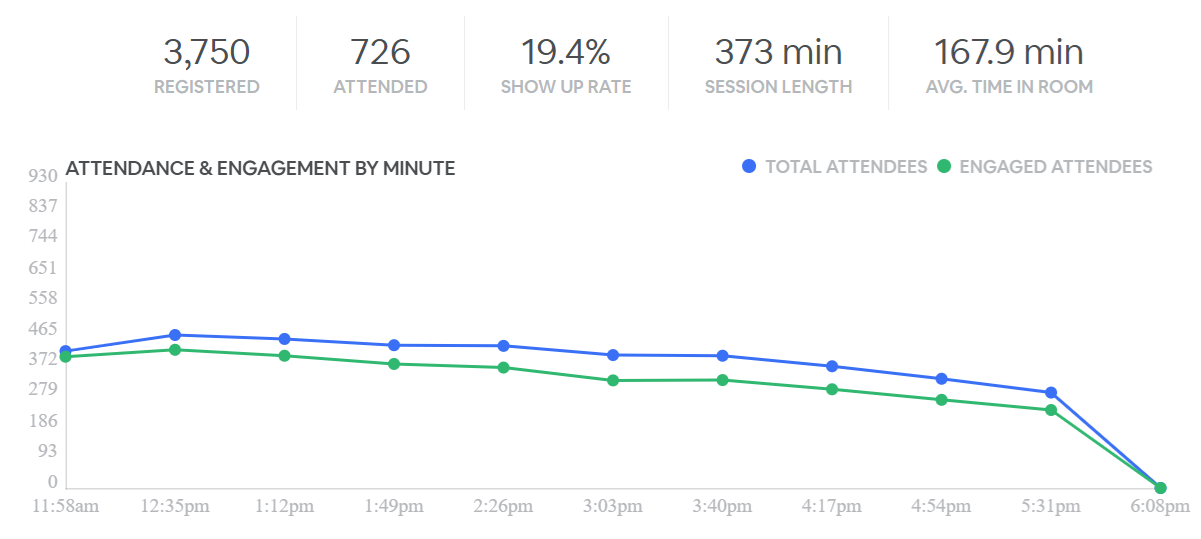 3,750 726 19.4% 373 min 167.9 min
REGISTERED ATTENDED SHOW UP RATE SESSION LENGTH AVG. TIME IN ROOM
ATTENDANCE & ENGAGEMENT BY MINUTE TOTAL ATTENDEES ENGAGED ATTENDEES
930
837
744
651
558
465
372
279
186
93
0
11:58am 12:35pm 1:12pm 1:49pm 2:26pm 3:03pm 3:40pm 4:17pm 4:54pm 5:31pm 6:08pm